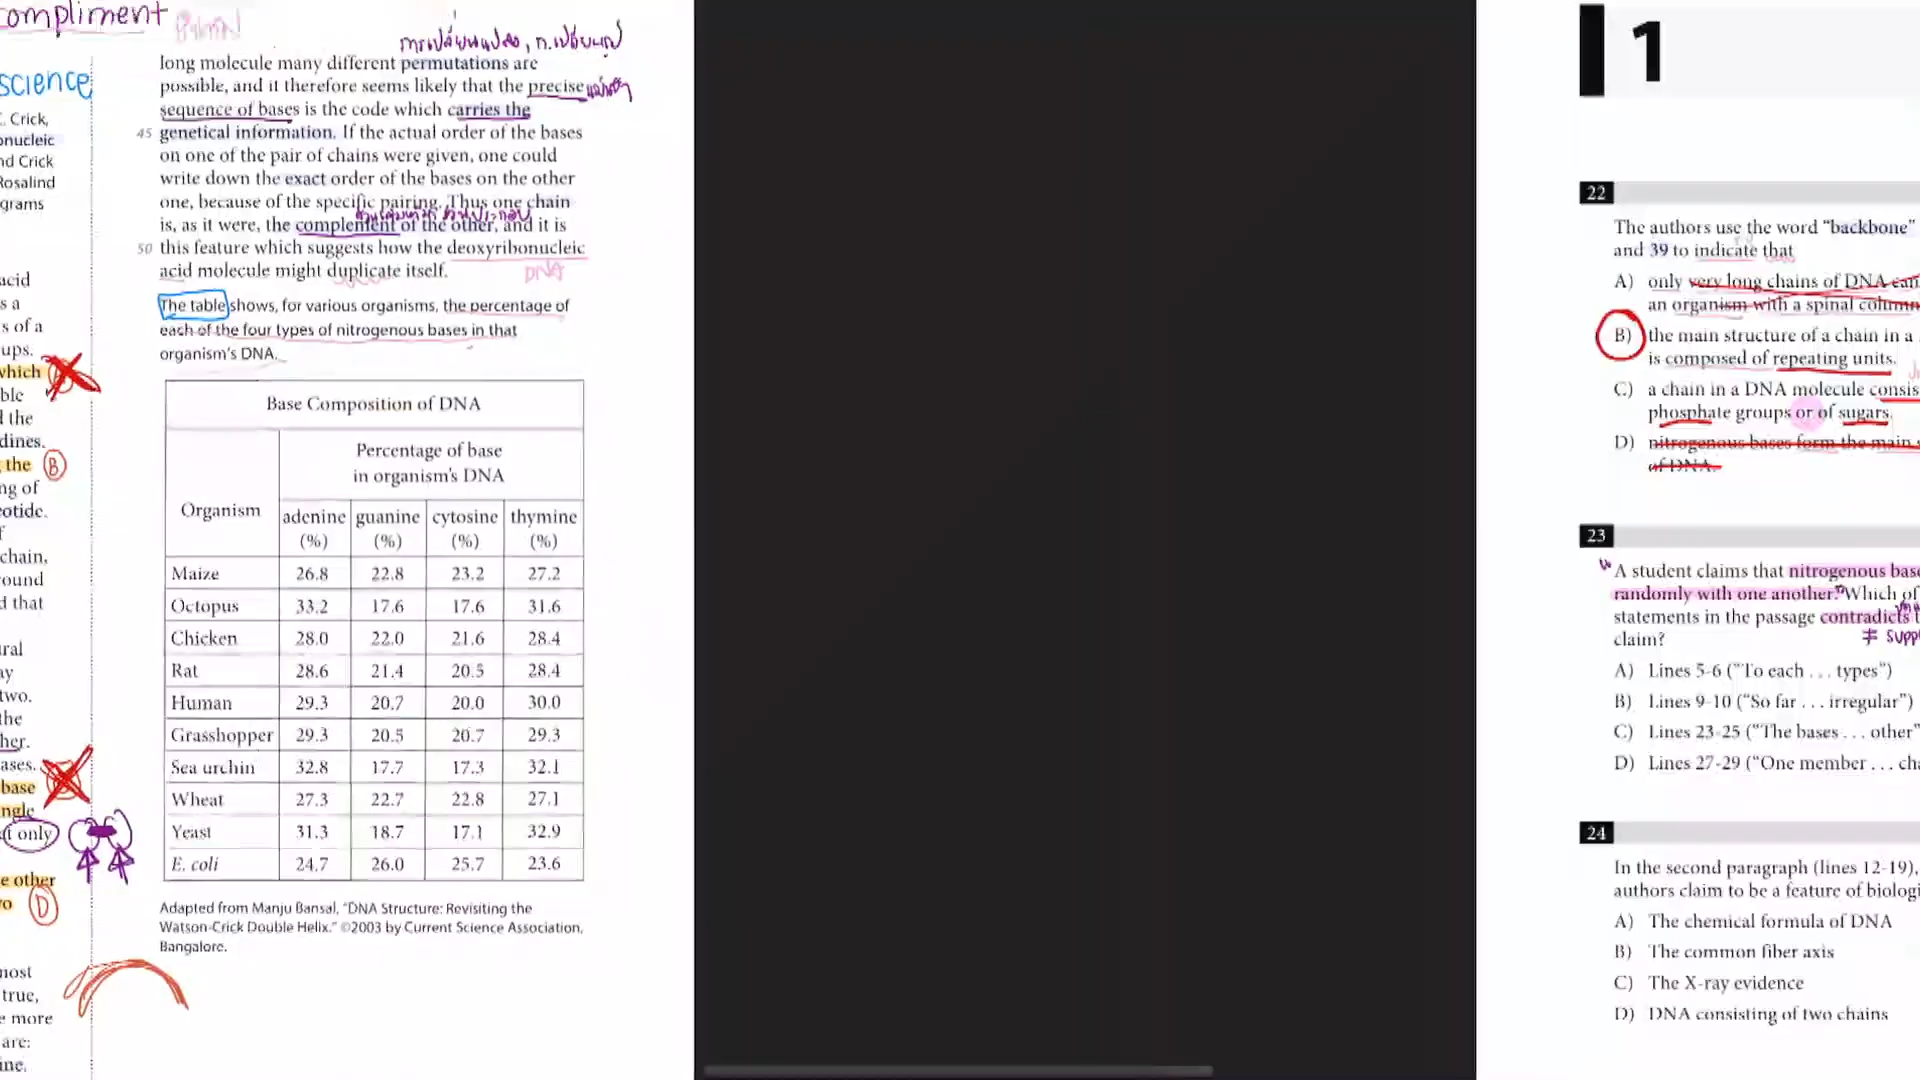 ompliment
science
. Crick,
onucleic
nd Crick
Rosalind
grams
acid
s a
s of a
ups.
which
ble
d the
dines.
g the
B
ng of
eotide.
f
chain,
round
d that
ral
ay
two.
the
her.
ases.
base
ngle
t only
e other
o
D
most
true,
e more
are:
ine.
long molecule many different permutations are
possible, and it therefore seems likely that the precise
sequence of bases is the code which carries the
45 genetical information. If the actual order of the bases
on one of the pair of chains were given, one could
write down the exact order of the bases on the other
one, because of the specific pairing. Thus one chain
is, as it were, the complement of the other, and it is
50 this feature which suggests how the deoxyribonucleic
acid molecule might duplicate itself.
DNA
The table shows, for various organisms, the percentage of
each of the four types of nitrogenous bases in that
organism's DNA.
Base Composition of DNA
Percentage of base
in organism's DNA
Organism
adenine (%) guanine (%) cytosine (%) thymine (%)
Maize 26.8 22.8 23.2 27.2
Octopus 33.2 17.6 17.6 31.6
Chicken 28.0 22.0 21.6 28.4
Rat 28.6 21.4 20.5 28.4
Human 29.3 20.7 20.0 30.0
Grasshopper 29.3 20.5 20.7 29.3
Sea urchin 32.8 17.7 17.3 32.1
Wheat 27.3 22.7 22.8 27.1
Yeast 31.3 18.7 17.1 32.9
E. coli 24.7 26.0 25.7 23.6
Adapted from Manju Bansal, "DNA Structure: Revisiting the
Watson-Crick Double Helix." ©2003 by Current Science Association,
Bangalore.
1
22
The authors use the word "backbone"
and 39 to indicate that
A) only very long chains of DNA can
an organism with a spinal column
B) the main structure of a chain in a
is composed of repeating units.
C) a chain in a DNA molecule consis
phosphate groups or of sugars.
D) nitrogenous bases form the main
of DNA.
23
A student claims that nitrogenous base
randomly with one another." Which of
statements in the passage contradicts t
claim?
≠ supp
A) Lines 5-6 ("To each . . . types")
B) Lines 9-10 ("So far . . . irregular")
C) Lines 23-25 ("The bases . . . other"
D) Lines 27-29 ("One member . . . cha
24
In the second paragraph (lines 12-19),
authors claim to be a feature of biologi
A) The chemical formula of DNA
B) The common fiber axis
C) The X-ray evidence
D) DNA consisting of two chains